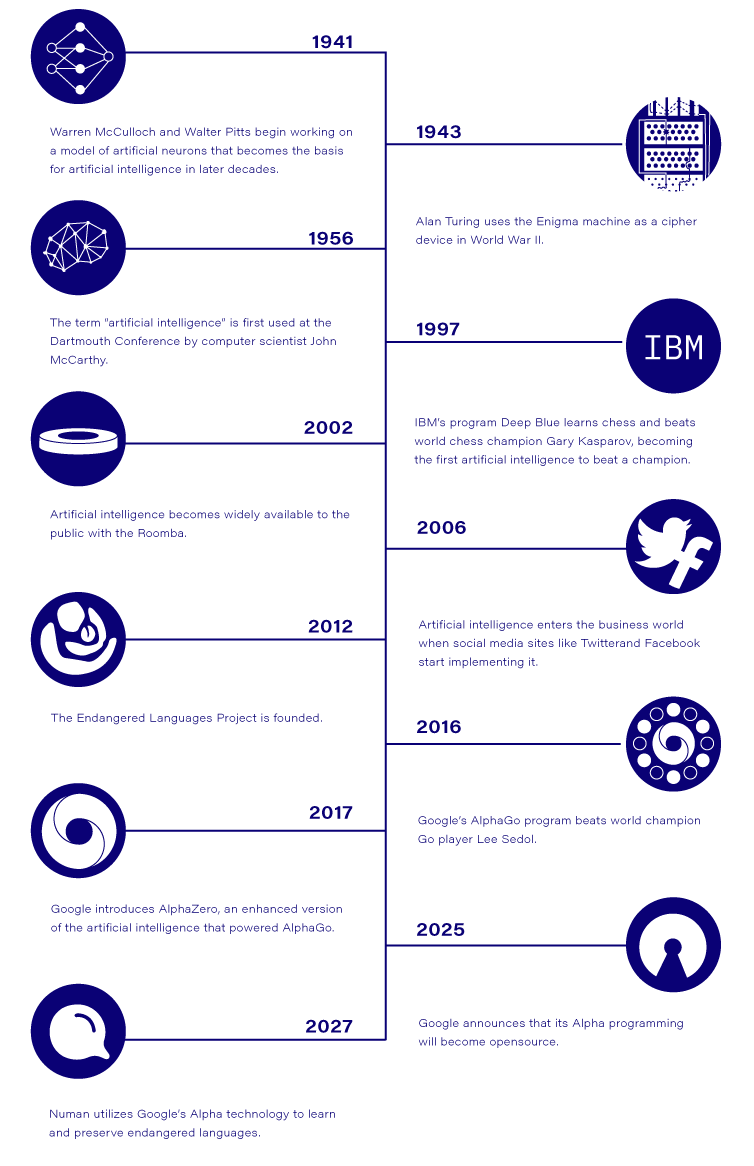 1941
Warren McCulloch and Walter Pitts begin working on
a model of artificial neurons that becomes the basis
for artificial intelligence in later decades.
1943
Alan Turing uses the Enigma machine as a cipher
device in World War II.
1956
The term "artificial intelligence" is first used at the
Dartmouth Conference by computer scientist John
McCarthy.
1997
IBM
IBM's program Deep Blue learns chess and beats
world chess champion Gary Kasparov, becoming
the first artificial intelligence to beat a champion.
2002
Artificial intelligence becomes widely available to the
public with the Roomba.
2006
Artificial intelligence enters the business world
when social media sites like Twitterand Facebook
start implementing it.
2012
The Endangered Languages Project is founded.
2016
Google's AlphaGo program beats world champion
Go player Lee Sedol.
2017
Google introduces AlphaZero, an enhanced version
of the artificial intelligence that powered AlphaGo.
2025
Google announces that its Alpha programming
will become opensource.
2027
Numan utilizes Google's Alpha technology to learn
and preserve endangered languages.